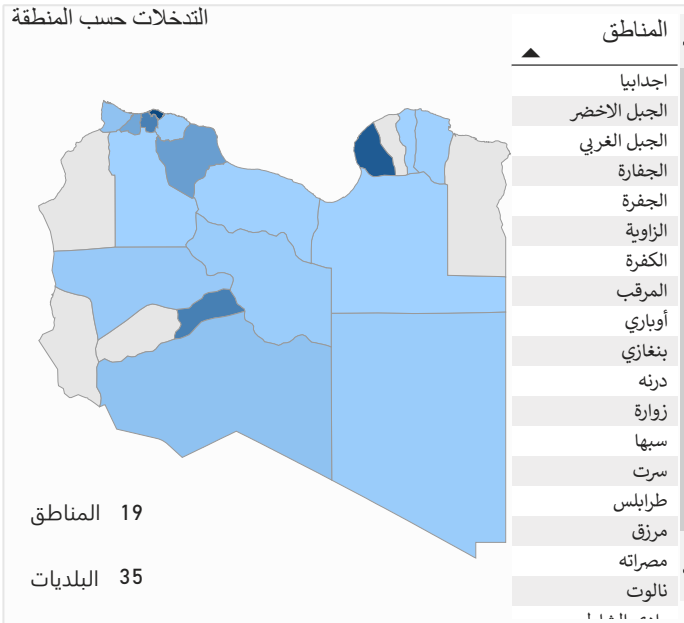 التدخلات حسب المنطقة
المناطق
اجدابيا
الجبل الاخضر
الجبل الغربي
الجفارة
الجفرة
الزاوية
الكفرة
المرقب
أوباري
بنغازي
درنه
زوارة
سبها
سرت
طرابلس
مرزق
مصراته
نالوت
19 المناطق
35 البلديات